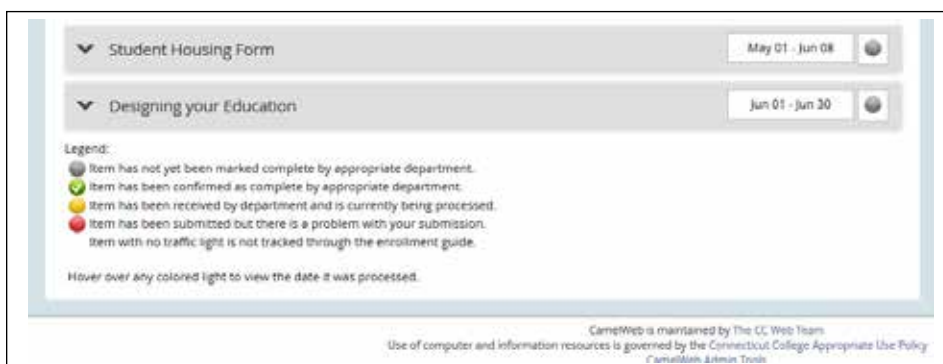 Student Housing Form May 01 - Jun 08
Designing your Education Jun 01 - Jun 30
Legend:
Item has not yet been marked complete by appropriate department.
Item has been confirmed as complete by appropriate department.
Item has been received by department and is currently being processed.
Item has been submitted but there is a problem with your submission.
Item with no traffic light is not tracked through the enrollment guide.
Hover over any colored light to view the date it was processed.
CamelWeb is maintained by The CC Web Team
Use of computer and information resources is governed by the Connecticut College Appropriate Use Policy
CamelWeb Admin Tools